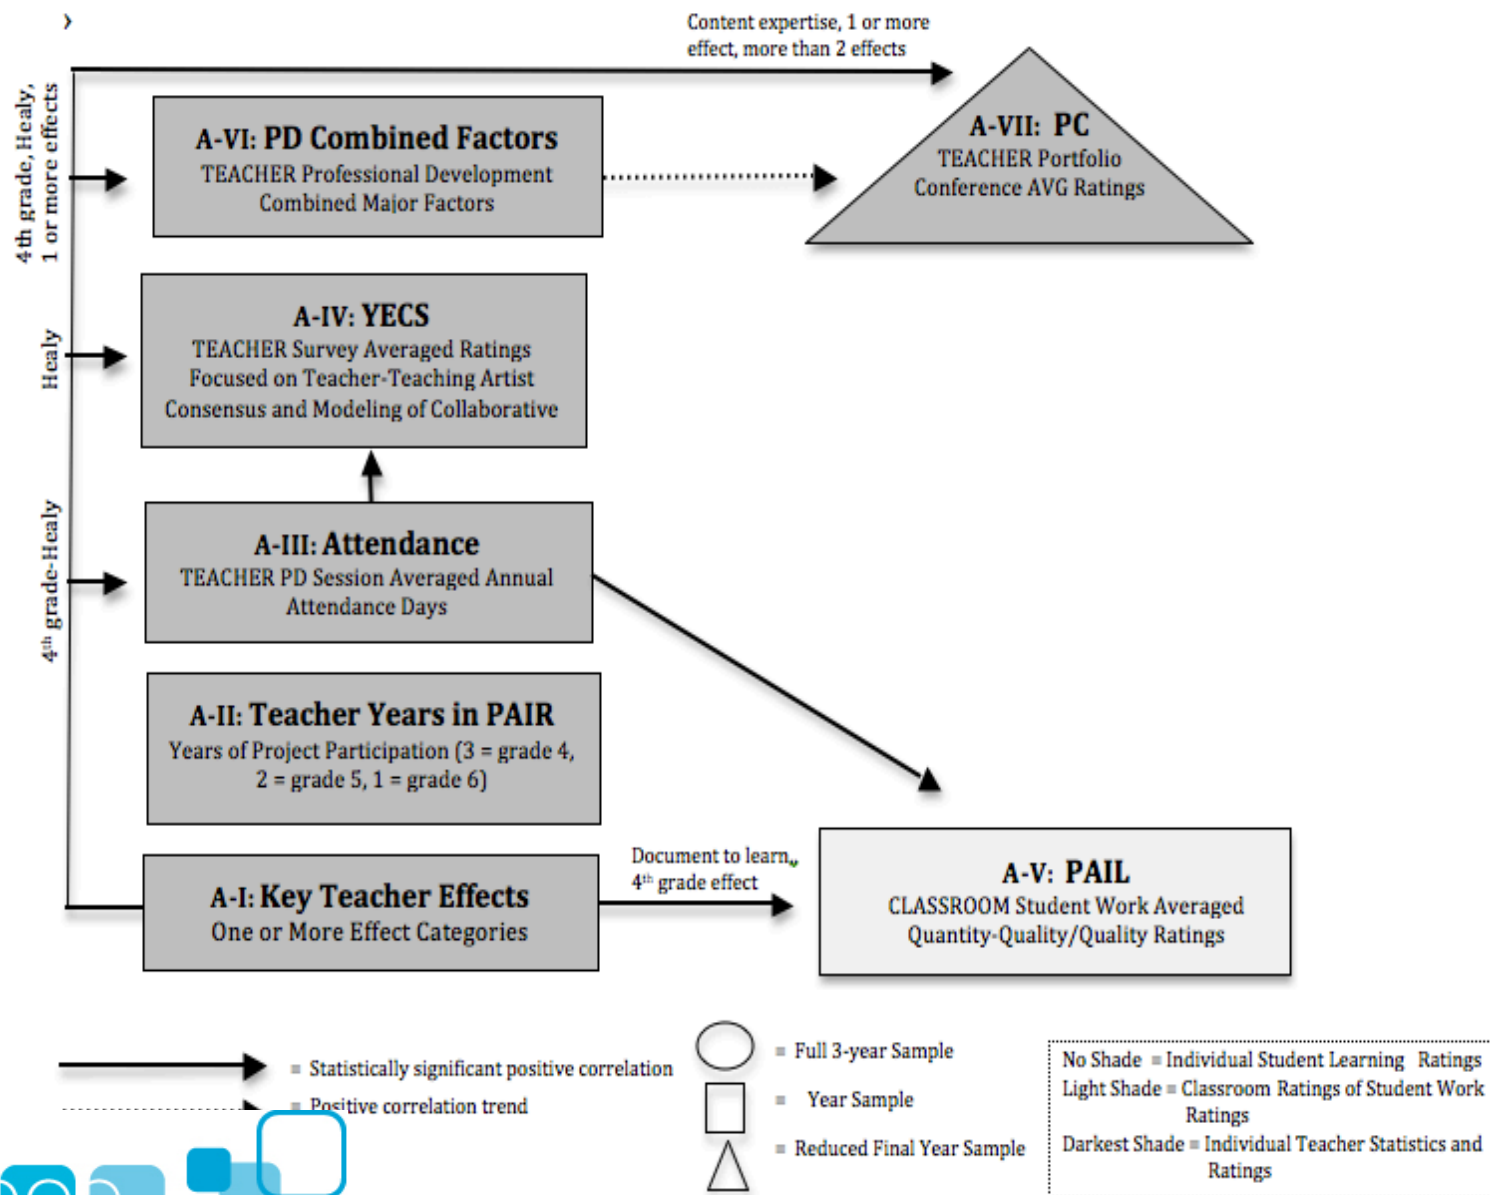 ›
Content expertise, 1 or more
effect, more than 2 effects
4th grade, Healy,
1 or more effects
A-VI: PD Combined Factors
TEACHER Professional Development
Combined Major Factors
A-VII: PC
TEACHER Portfolio
Conference AVG Ratings
Healy
A-IV: YECS
TEACHER Survey Averaged Ratings
Focused on Teacher-Teaching Artist
Consensus and Modeling of Collaborative
4th grade-Healy
A-III: Attendance
TEACHER PD Session Averaged Annual
Attendance Days
A-II: Teacher Years in PAIR
Years of Project Participation (3 = grade 4,
2 = grade 5, 1 = grade 6)
A-I: Key Teacher Effects
One or More Effect Categories
Document to learn,
4th grade effect
A-V: PAIL
CLASSROOM Student Work Averaged
Quantity-Quality/Quality Ratings
= Statistically significant positive correlation
= Positive correlation trend
= Full 3-year Sample
= Year Sample
= Reduced Final Year Sample
No Shade = Individual Student Learning Ratings
Light Shade = Classroom Ratings of Student Work
Ratings
Darkest Shade = Individual Teacher Statistics and
Ratings